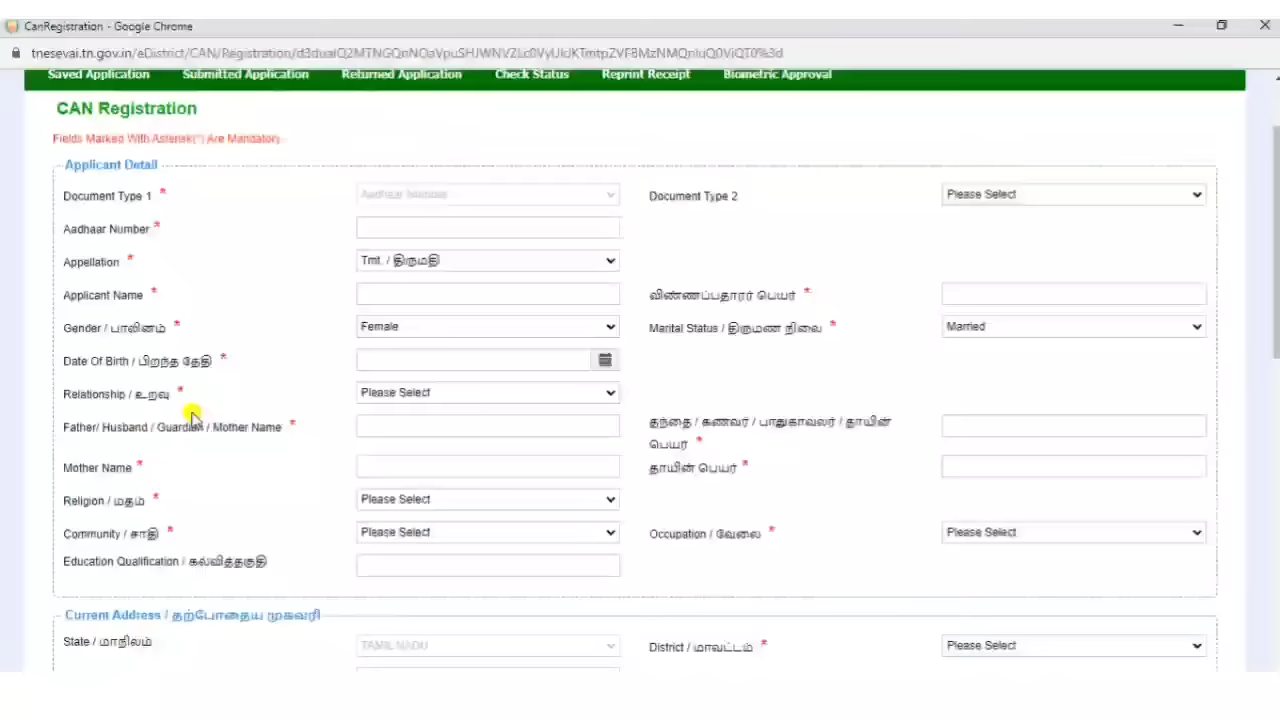 CanRegistration - Google Chrome
tnesevai.tn.gov.in/eDistrict/CAN/Registration/
Saved Application Submitted Application Returned Application Check Status Reprint Receipt Biometric Approval
CAN Registration
Fields Marked With Asterisk(*) Are Mandatory
Applicant Detail
Document Type 1 * Aadhaar Number Document Type 2 Please Select
Aadhaar Number *
Appellation * Tmt. / திருமதி
Applicant Name * விண்ணப்பதாரர் பெயர் *
Gender / பாலினம் * Female Marital Status / திருமண நிலை * Married
Date Of Birth / பிறந்த தேதி *
Relationship / உறவு * Please Select
Father/ Husband / Guardian / Mother Name * தந்தை / கணவர் / பாதுகாவலர் / தாயின்
பெயர் *
Mother Name * தாயின் பெயர் *
Religion / மதம் * Please Select
Community / சாதி * Please Select Occupation / வேலை * Please Select
Education Qualification / கல்வித்தகுதி
Current Address / தற்போதைய முகவரி
State / மாநிலம் TAMIL NADU District / மாவட்டம் * Please Select